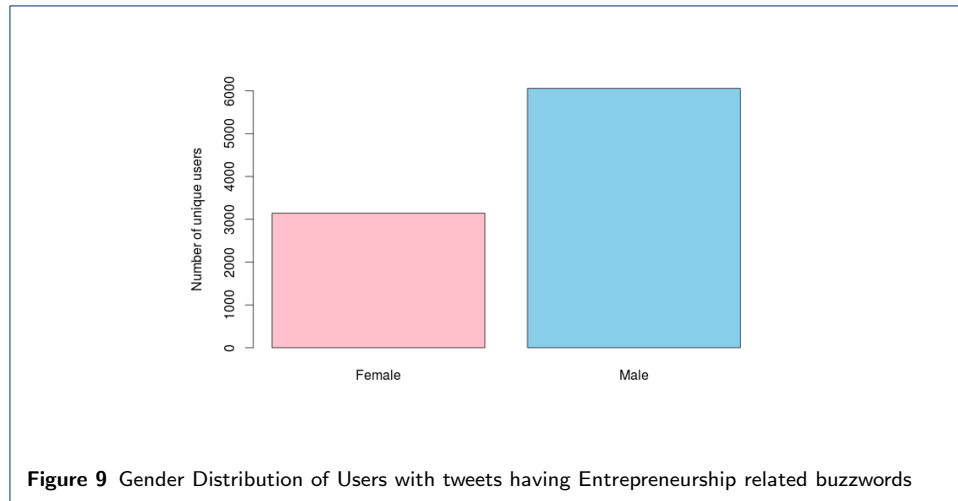 6000
5000
4000
3000
2000
1000
0
Number of unique users
Female Male
Figure 9 Gender Distribution of Users with tweets having Entrepreneurship related buzzwords